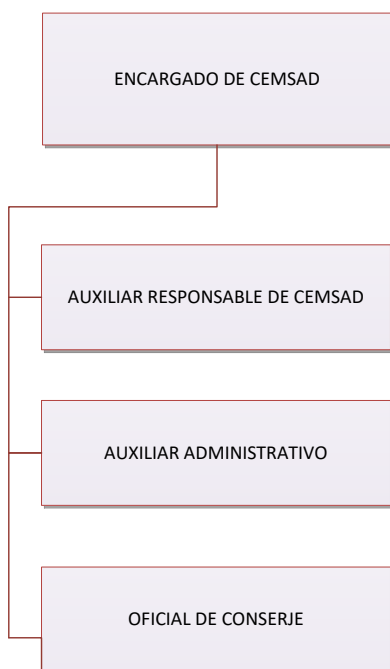 ENCARGADO DE CEMSAD
AUXILIAR RESPONSABLE DE CEMSAD
AUXILIAR ADMINISTRATIVO
OFICIAL DE CONSERJE